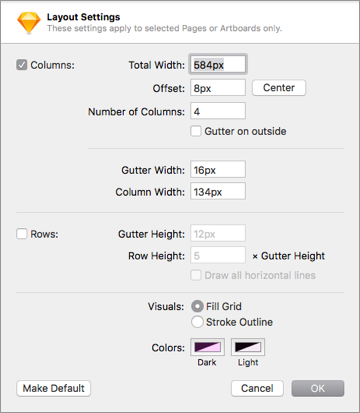 Layout Settings
These settings apply to selected Pages or Artboards only.
Columns: Total Width: 584px
Offset: 8px Center
Number of Columns: 4
Gutter on outside
Gutter Width: 16px
Column Width: 134px
Rows: Gutter Height: 12px
Row Height: 5 × Gutter Height
Draw all horizontal lines
Visuals: Fill Grid
Stroke Outline
Colors:
Dark Light
Make Default Cancel OK